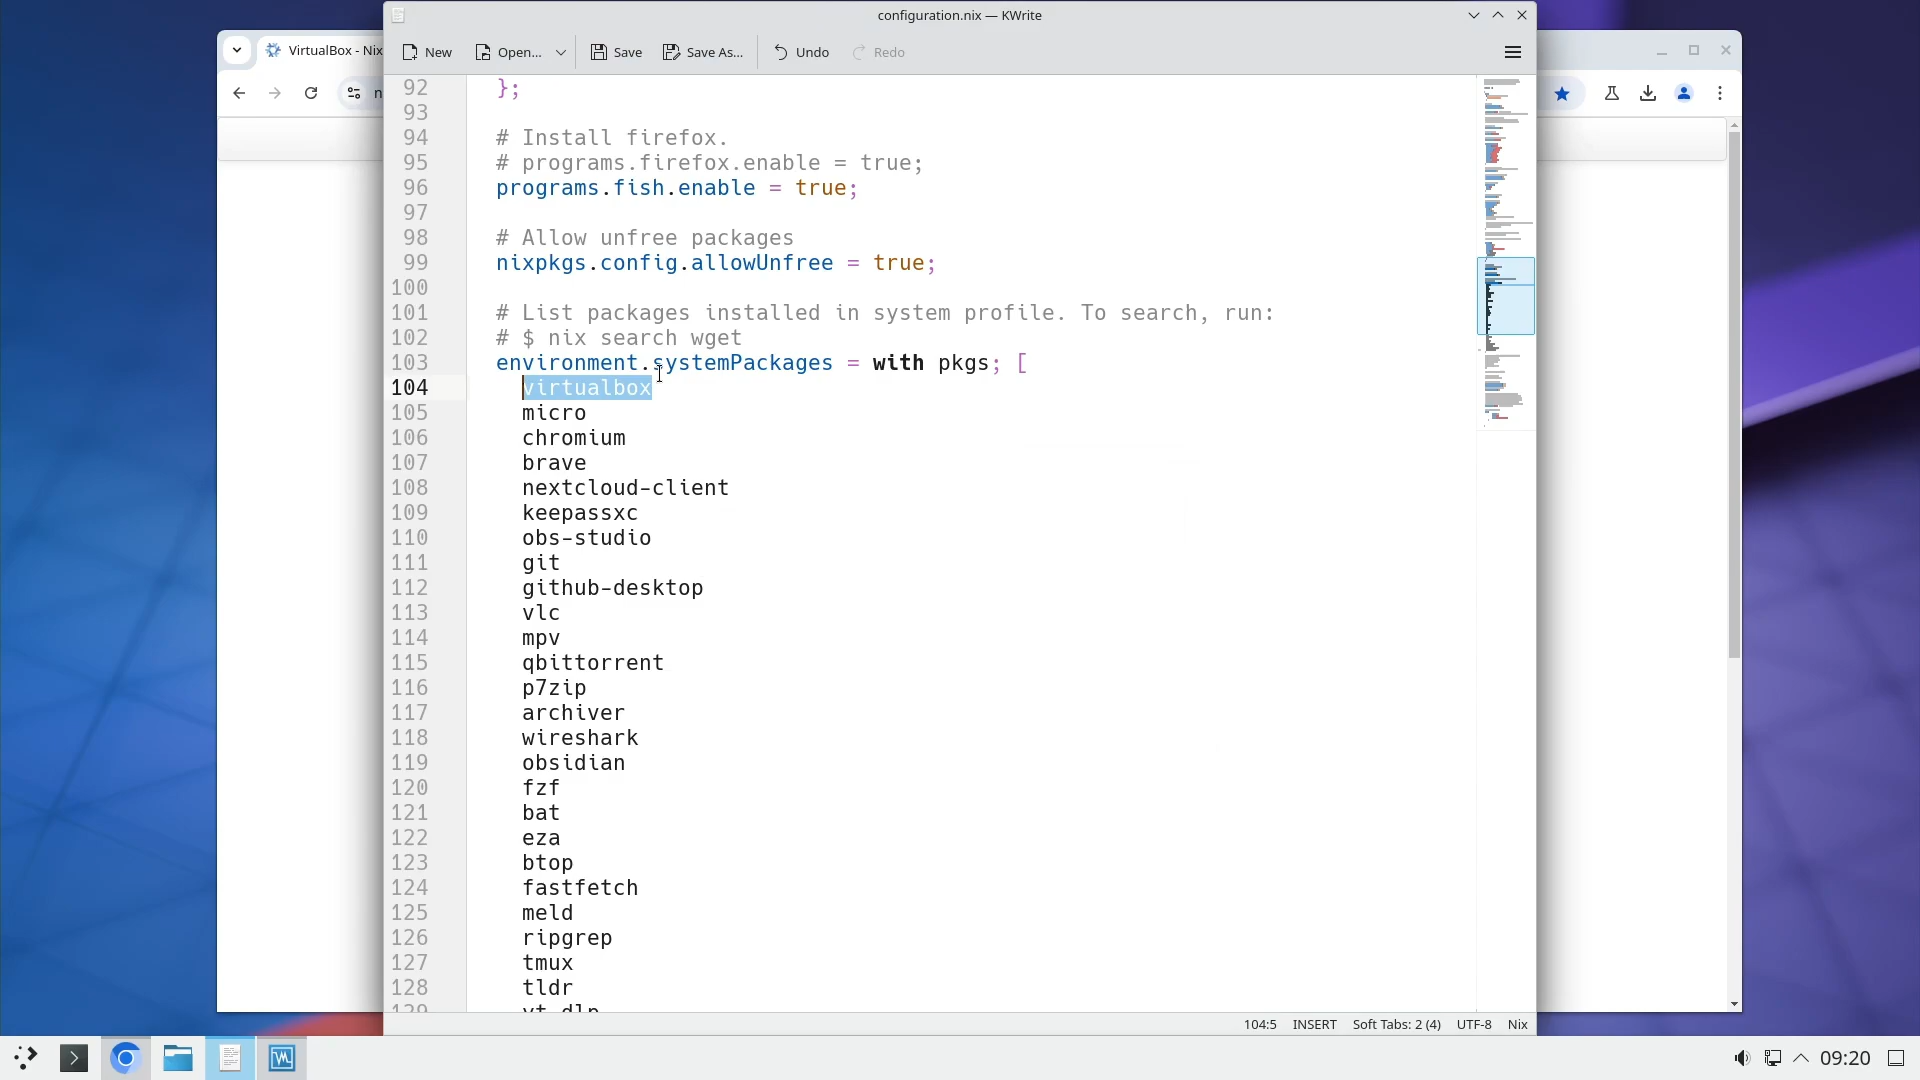 configuration.nix — KWrite
VirtualBox - Nix
New
Open...
Save
Save As...
Undo
Redo
n
92 };
93
94 # Install firefox.
95 # programs.firefox.enable = true;
96 programs.fish.enable = true;
97
98 # Allow unfree packages
99 nixpkgs.config.allowUnfree = true;
100
101 # List packages installed in system profile. To search, run:
102 # $ nix search wget
103 environment.systemPackages = with pkgs; [
104 virtualbox
105 micro
106 chromium
107 brave
108 nextcloud-client
109 keepassxc
110 obs-studio
111 git
112 github-desktop
113 vlc
114 mpv
115 qbittorrent
116 p7zip
117 archiver
118 wireshark
119 obsidian
120 fzf
121 bat
122 eza
123 btop
124 fastfetch
125 meld
126 ripgrep
127 tmux
128 tldr
129 yt-dlp
104:5 INSERT Soft Tabs: 2 (4) UTF-8 Nix
09:20